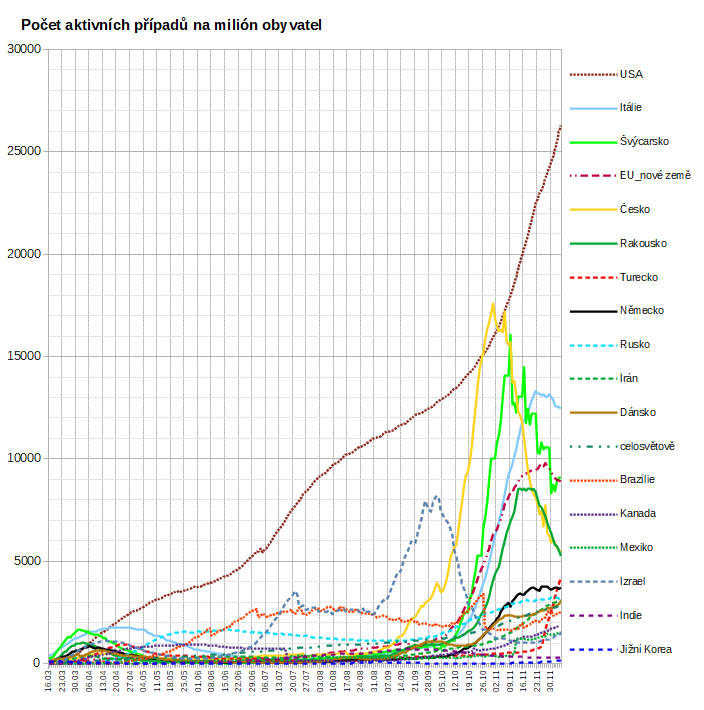 Počet aktivních případů na milión obyvatel
30000
25000
20000
15000
10000
5000
0
16.03
23.03
30.03
06.04
13.04
20.04
27.04
04.05
11.05
18.05
25.05
01.06
08.06
15.06
22.06
29.06
06.07
13.07
20.07
27.07
03.08
10.08
17.08
24.08
31.08
07.09
14.09
21.09
28.09
05.10
12.10
19.10
26.10
02.11
09.11
16.11
23.11
30.11
USA
Itálie
Švýcarsko
EU_nové země
Česko
Rakousko
Turecko
Německo
Rusko
Írán
Dánsko
celosvětově
Brazílie
Kanada
Mexiko
Izrael
Indie
Jižní Korea